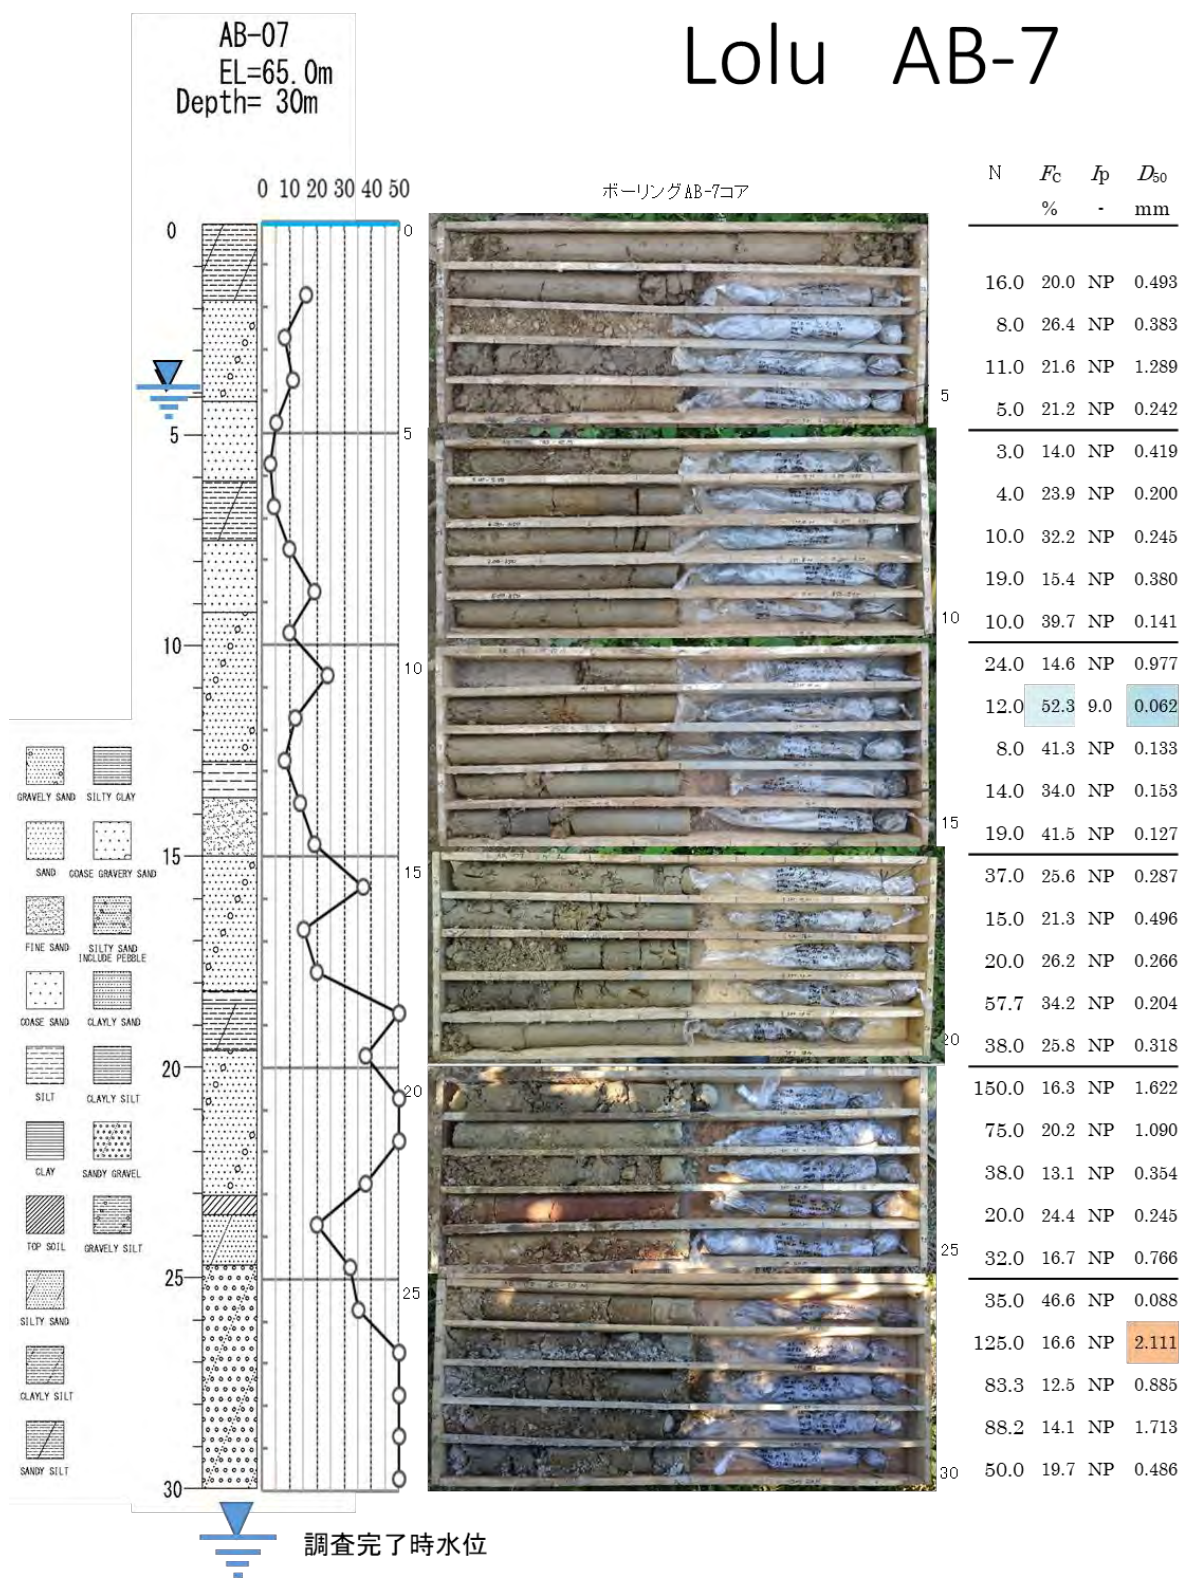 Lolu AB-7
AB-07
EL=65.0m
Depth= 30m
0 10 20 30 40 50
ボーリングAB-7コア
N FC Ip D50
% - mm
0
5
10
15
20
25
30
0
5
10
15
20
25
30
5
10
15
20
25
16.0 20.0 NP 0.493
8.0 26.4 NP 0.383
11.0 21.6 NP 1.289
5.0 21.2 NP 0.242
3.0 14.0 NP 0.419
4.0 23.9 NP 0.200
10.0 32.2 NP 0.245
19.0 15.4 NP 0.380
10.0 39.7 NP 0.141
24.0 14.6 NP 0.977
12.0 52.3 9.0 0.062
8.0 41.3 NP 0.133
14.0 34.0 NP 0.153
19.0 41.5 NP 0.127
37.0 25.6 NP 0.287
15.0 21.3 NP 0.496
20.0 26.2 NP 0.266
57.7 34.2 NP 0.204
38.0 25.8 NP 0.318
150.0 16.3 NP 1.622
75.0 20.2 NP 1.090
38.0 13.1 NP 0.354
20.0 24.4 NP 0.245
32.0 16.7 NP 0.766
35.0 46.6 NP 0.088
125.0 16.6 NP 2.111
83.3 12.5 NP 0.885
88.2 14.1 NP 1.713
50.0 19.7 NP 0.486
GRAVELY SAND SILTY CLAY
SAND COASE GRAVERY SAND
FINE SAND SILTY SAND
INCLUDE PEBBLE
COASE SAND CLAYLY SAND
SILT CLAYLY SILT
CLAY SANDY GRAVEL
TOP SOIL GRAVELY SILT
SILTY SAND
CLAYLY SILT
SANDY SILT
調査完了時水位